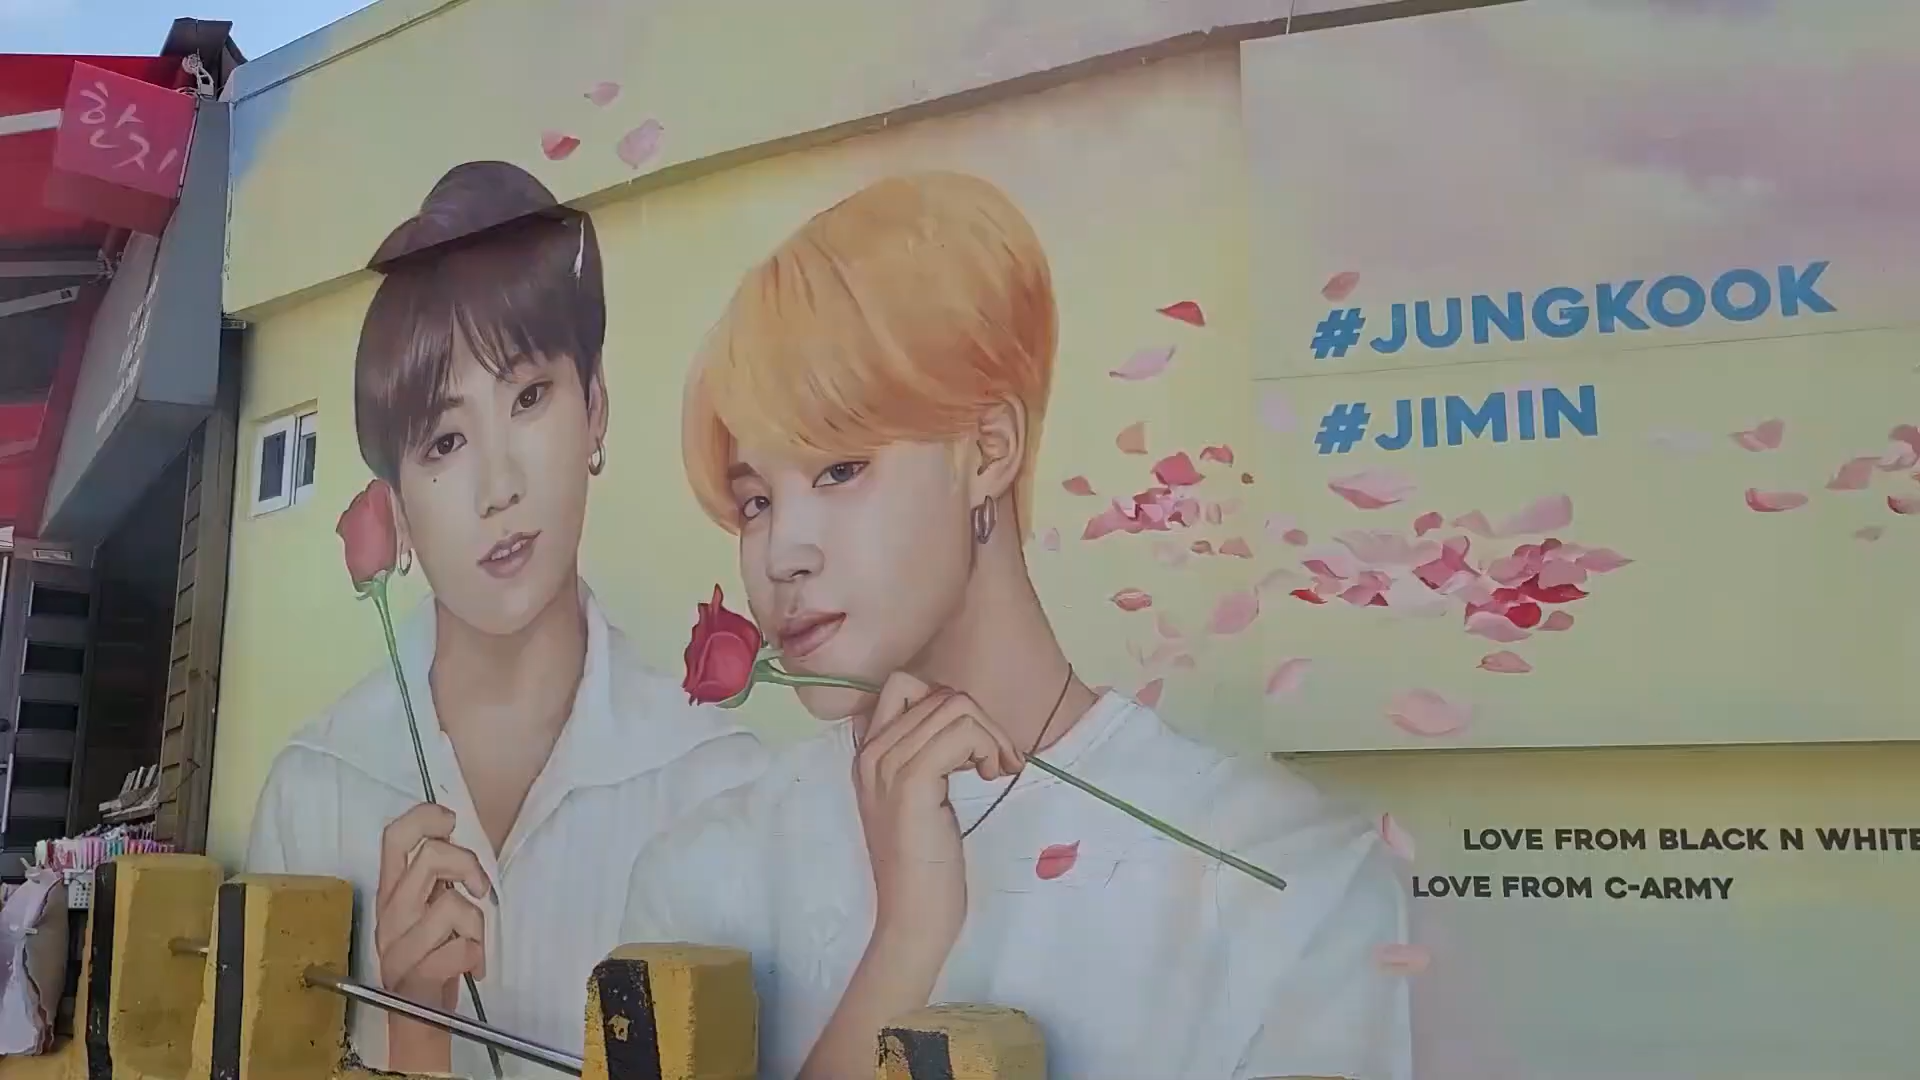 한지
#JUNGKOOK
#JIMIN
LOVE FROM BLACK N WHITE
LOVE FROM C-ARMY